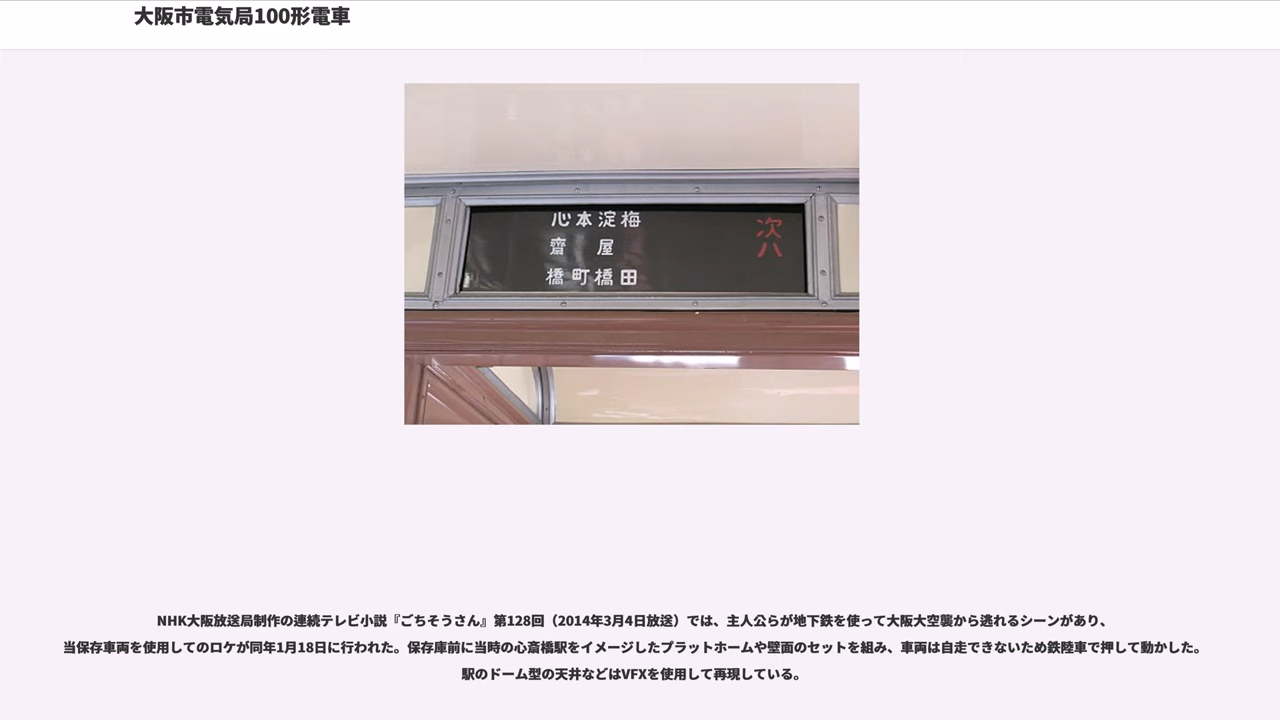 大阪市電気局100形電車
次ハ
梅田
淀屋橋
本町
心齋橋
NHK大阪放送局制作の連続テレビ小説『ごちそうさん』第128回（2014年3月4日放送）では、主人公らが地下鉄を使って大阪大空襲から逃れるシーンがあり、
当保存車両を使用してのロケが同年1月18日に行われた。保存庫前に当時の心斎橋駅をイメージしたプラットホームや壁面のセットを組み、車両は自走できないため鉄陸車で押して動かした。
駅のドーム型の天井などはVFXを使用して再現している。